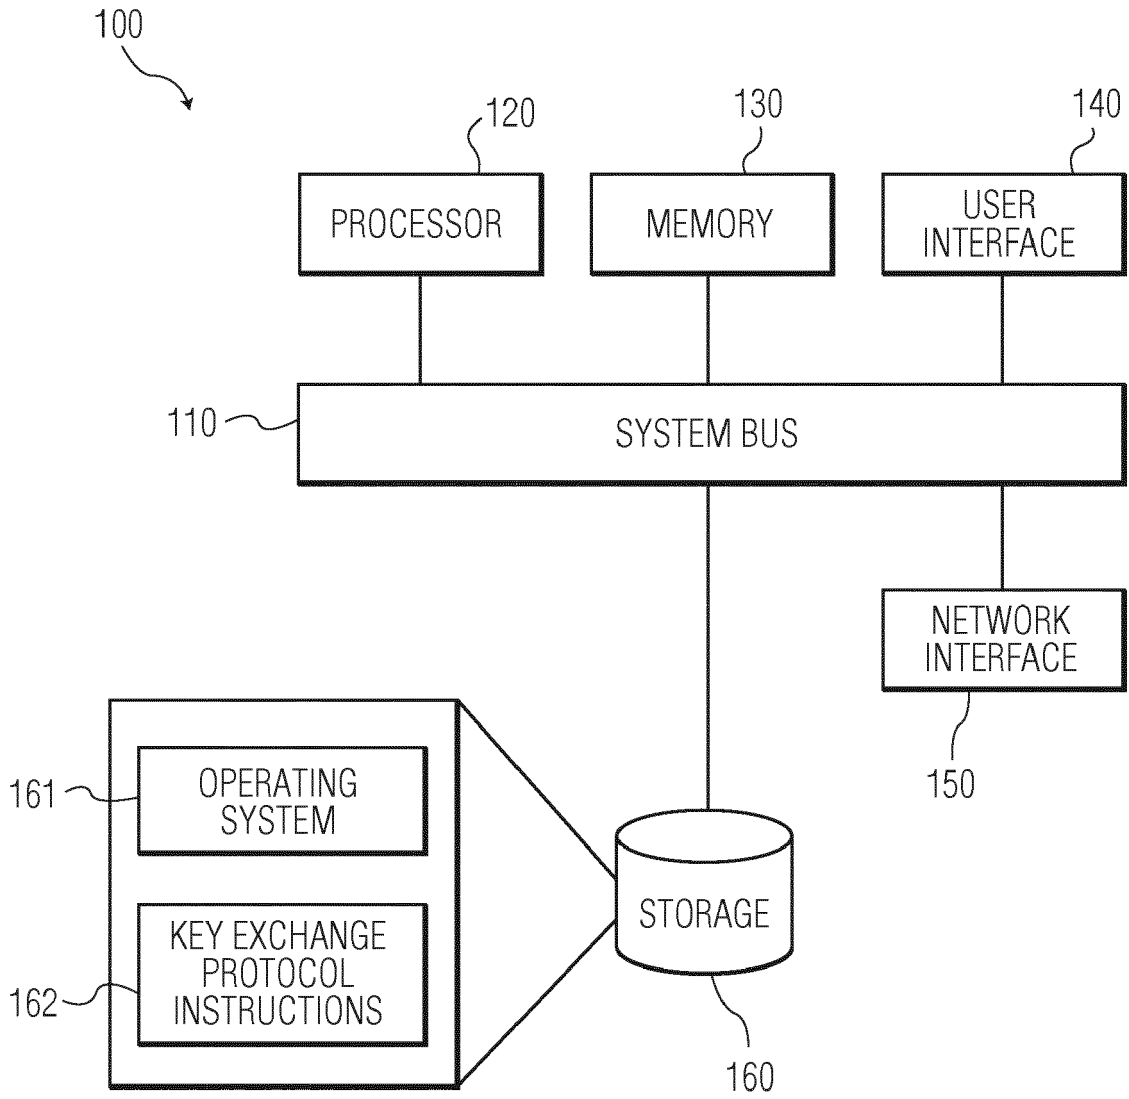 100
120
130
140
PROCESSOR
MEMORY
USER
INTERFACE
110
SYSTEM BUS
NETWORK
INTERFACE
150
161
OPERATING
SYSTEM
162
KEY EXCHANGE
PROTOCOL
INSTRUCTIONS
STORAGE
160